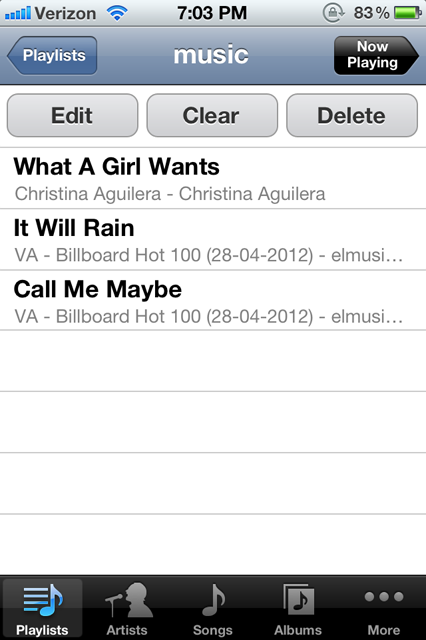 Verizon 7:03 PM 83%
Playlists music Now Playing
Edit Clear Delete
What A Girl Wants
Christina Aguilera - Christina Aguilera
It Will Rain
VA - Billboard Hot 100 (28-04-2012) - elmusi…
Call Me Maybe
VA - Billboard Hot 100 (28-04-2012) - elmusi…
Playlists Artists Songs Albums More